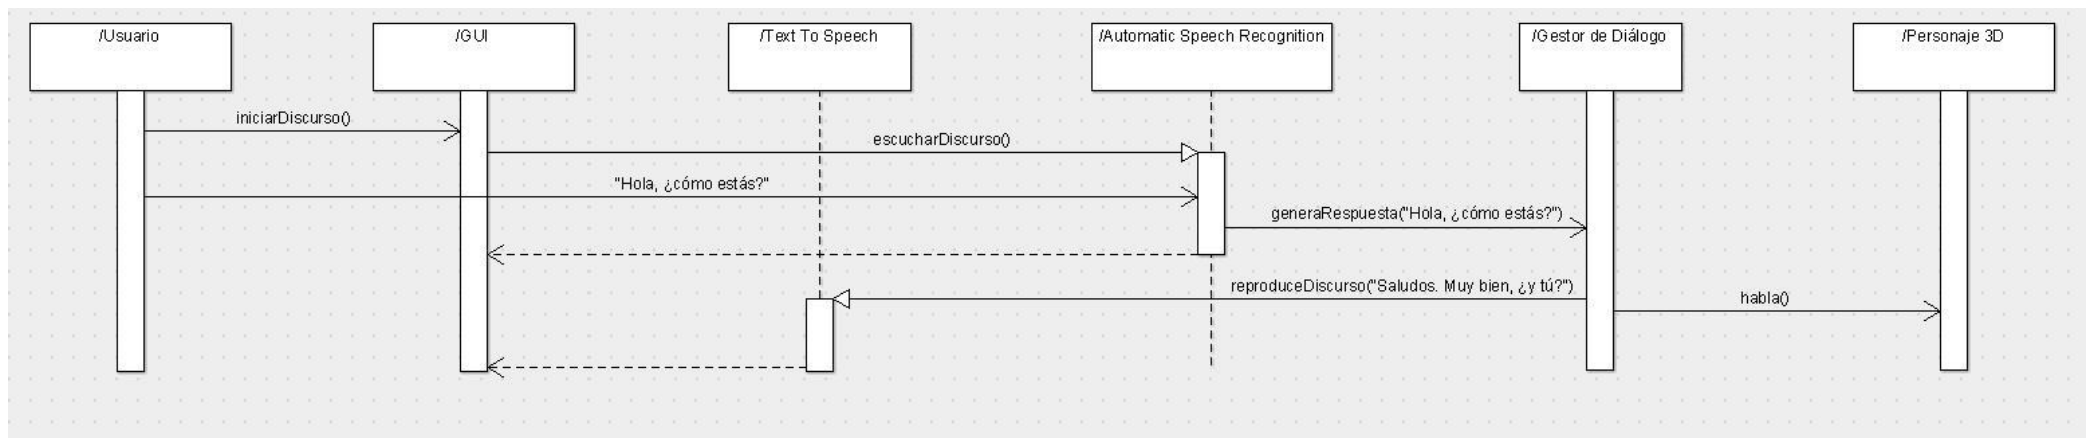 /Usuario
/GUI
/Text To Speech
/Automatic Speech Recognition
/Gestor de Diálogo
/Personaje 3D
iniciarDiscurso()
escucharDiscurso()
"Hola, ¿cómo estás?"
generaRespuesta("Hola, ¿cómo estás?")
reproduceDiscurso("Saludos. Muy bien, ¿y tú?")
habla()